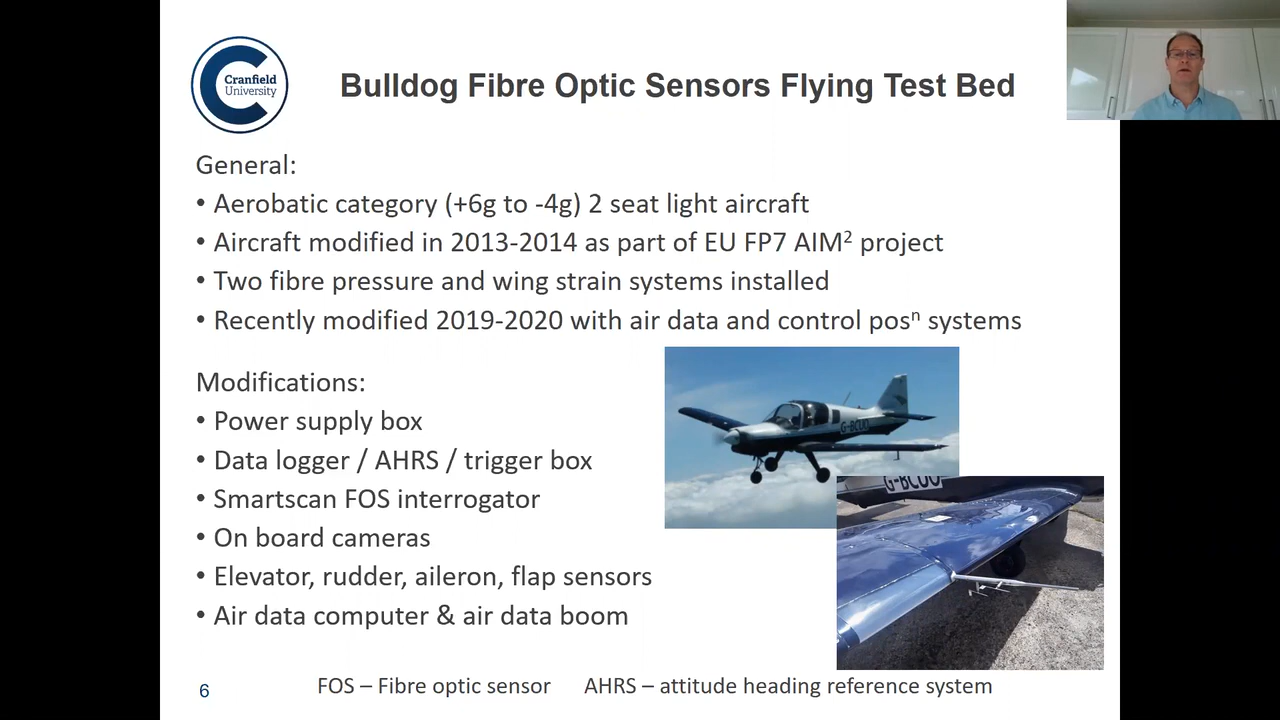 Cranfield
University
Bulldog Fibre Optic Sensors Flying Test Bed
General:
• Aerobatic category (+6g to -4g) 2 seat light aircraft
• Aircraft modified in 2013-2014 as part of EU FP7 AIM² project
• Two fibre pressure and wing strain systems installed
• Recently modified 2019-2020 with air data and control posⁿ systems
Modifications:
• Power supply box
• Data logger / AHRS / trigger box
• Smartscan FOS interrogator
• On board cameras
• Elevator, rudder, aileron, flap sensors
• Air data computer & air data boom
6
FOS – Fibre optic sensor AHRS – attitude heading reference system